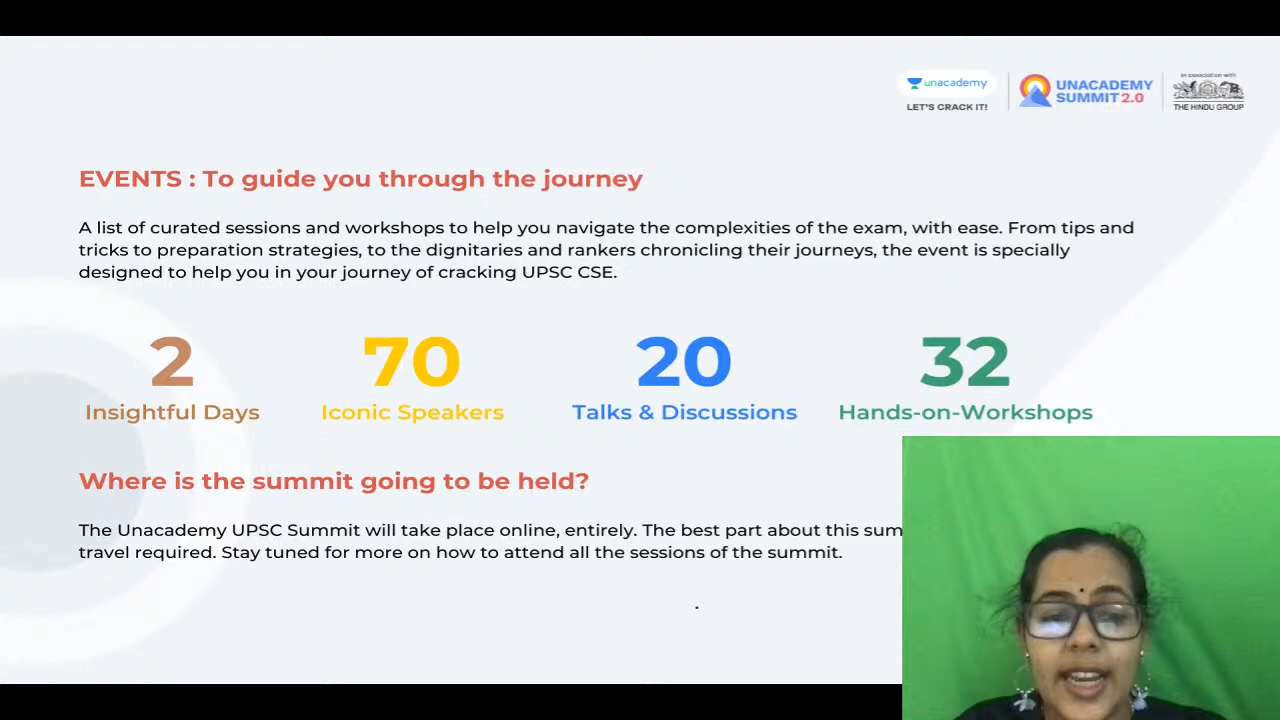 unacademy
LET'S CRACK IT!
UNACADEMY
SUMMIT 2.0
In association with
THE HINDU GROUP
EVENTS : To guide you through the journey
A list of curated sessions and workshops to help you navigate the complexities of the exam, with ease. From tips and
tricks to preparation strategies, to the dignitaries and rankers chronicling their journeys, the event is specially
designed to help you in your journey of cracking UPSC CSE.
2
Insightful Days
70
Iconic Speakers
20
Talks & Discussions
32
Hands-on-Workshops
Where is the summit going to be held?
The Unacademy UPSC Summit will take place online, entirely. The best part about this sum
travel required. Stay tuned for more on how to attend all the sessions of the summit.
.